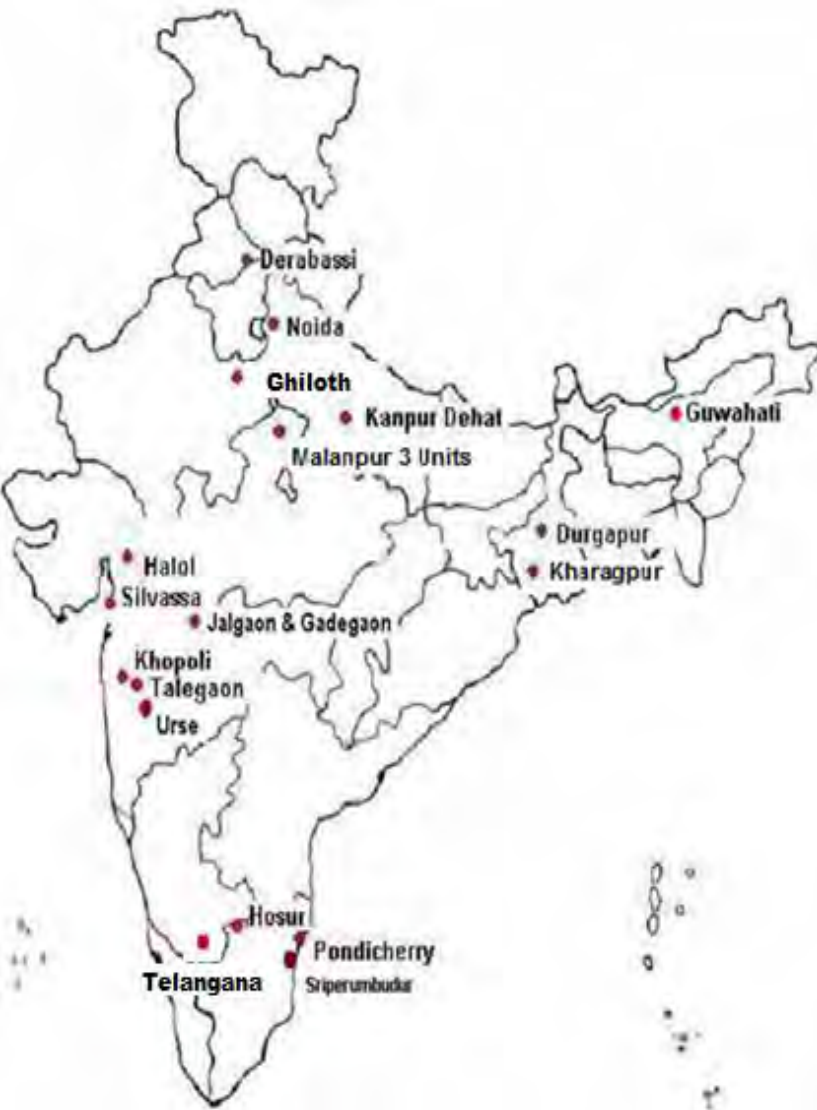 Derabassi
Noida
Ghiloth
Kanpur Dehat
Guwahati
Malanpur 3 Units
Durgapur
Halol
Kharagpur
Silvassa
Jalgaon & Gadegaon
Khopoli
Talegaon
Urse
Hosur
Pondicherry
Telangana
Sriperumbudur